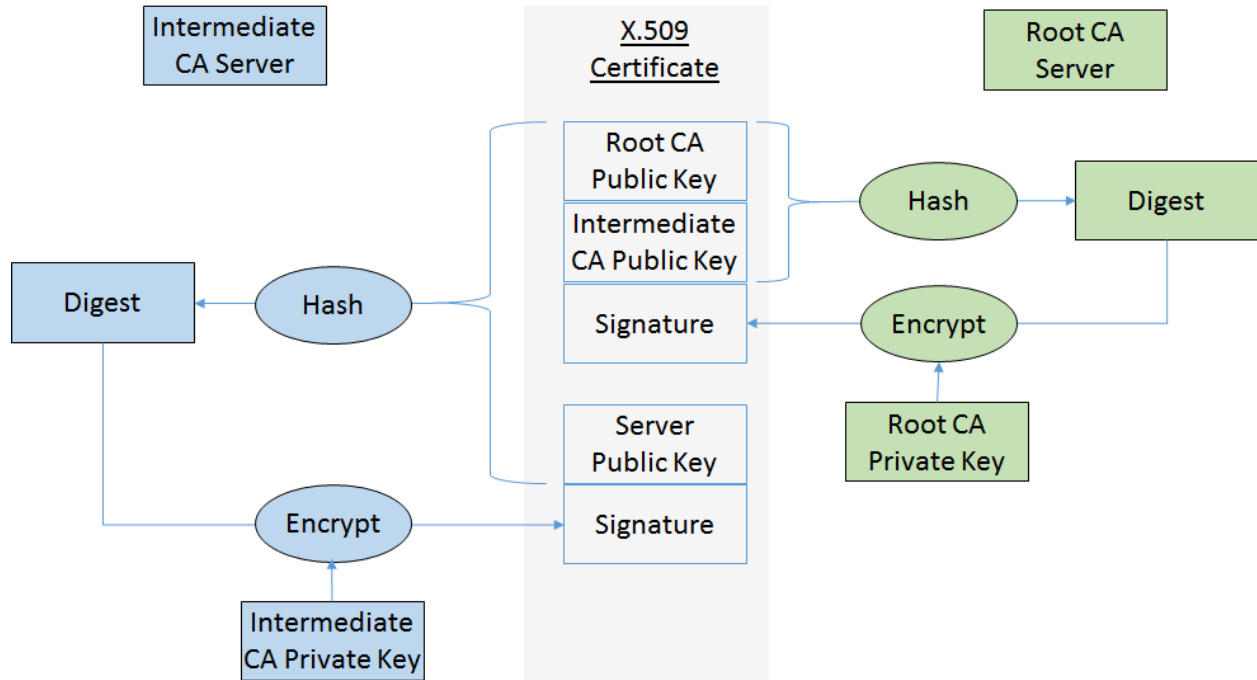 Intermediate
CA Server
X.509
Certificate
Root CA
Server
Root CA
Public Key
Intermediate
CA Public Key
Signature
Server
Public Key
Signature
Hash
Digest
Encrypt
Root CA
Private Key
Digest
Hash
Encrypt
Intermediate
CA Private Key